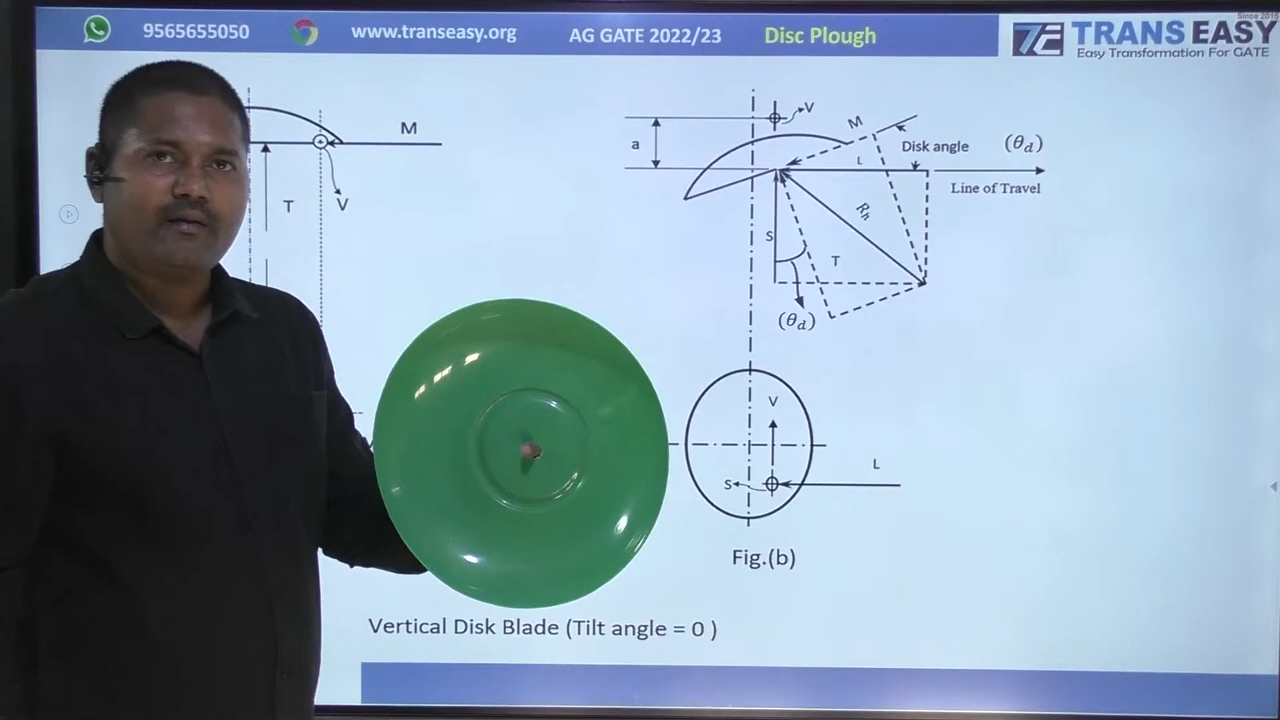 9565655050
www.transeasy.org
AG GATE 2022/23
Disc Plough
Since 2015
TE
TRANS EASY
Easy Transformation For GATE
M
T
V
V
a
M
Disk angle
(θd)
L
Line of Travel
Rh
S
T
(θd)
V
S
L
Fig.(b)
Vertical Disk Blade (Tilt angle = 0 )